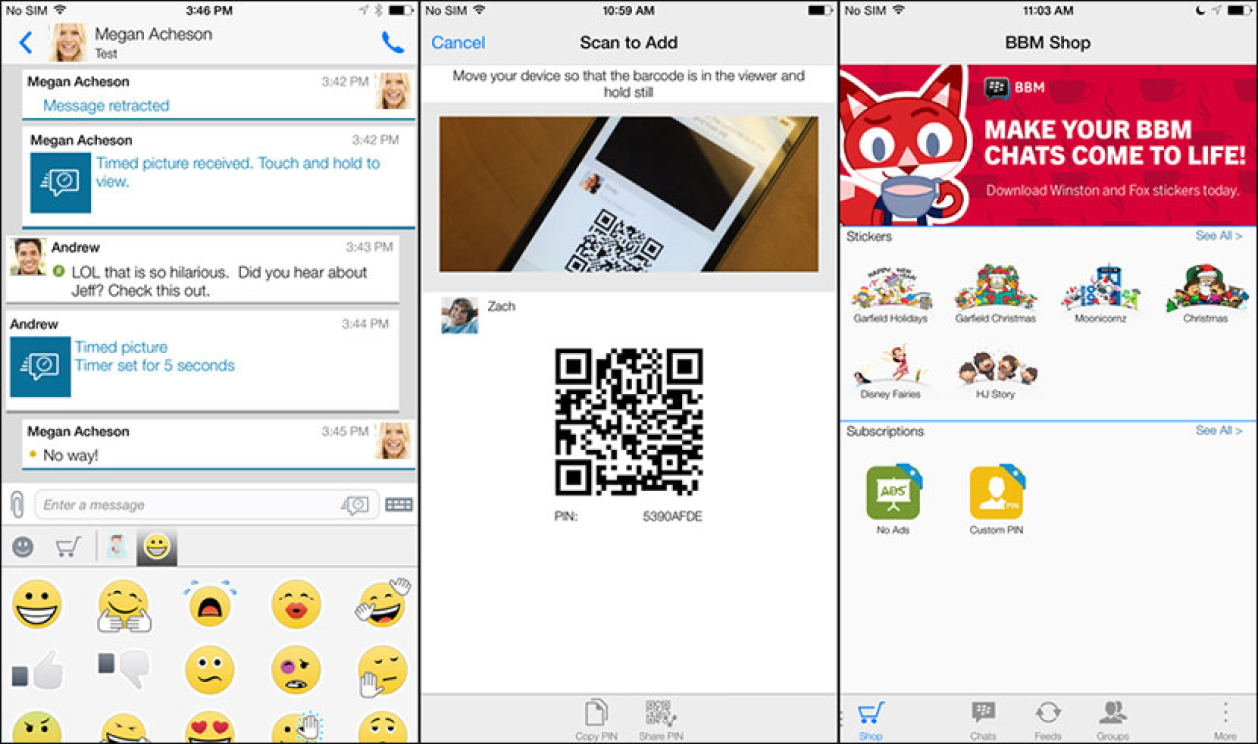 No SIM 3:46 PM
Megan Acheson
Test
Megan Acheson 3:42 PM
Message retracted
Megan Acheson 3:42 PM
Timed picture received. Touch and hold to
view.
Andrew 3:43 PM
LOL that is so hilarious. Did you hear about
Jeff? Check this out.
Andrew 3:44 PM
Timed picture
Timer set for 5 seconds
Megan Acheson 3:45 PM
No way!
Enter a message
No SIM 10:59 AM
Cancel Scan to Add
Move your device so that the barcode is in the viewer and
hold still
Zach
PIN: 5390AFDE
Copy PIN Share PIN
No SIM 11:03 AM
BBM Shop
BBM
MAKE YOUR BBM
CHATS COME TO LIFE!
Download Winston and Fox stickers today.
Stickers See All >
HAPPY NEW YEAR!
Garfield Holidays Garfield Christmas Moonicornz Christmas
Disney Fairies HJ Story
Subscriptions See All >
ADS PIN
No Ads Custom PIN
Shop Chats Feeds Groups More